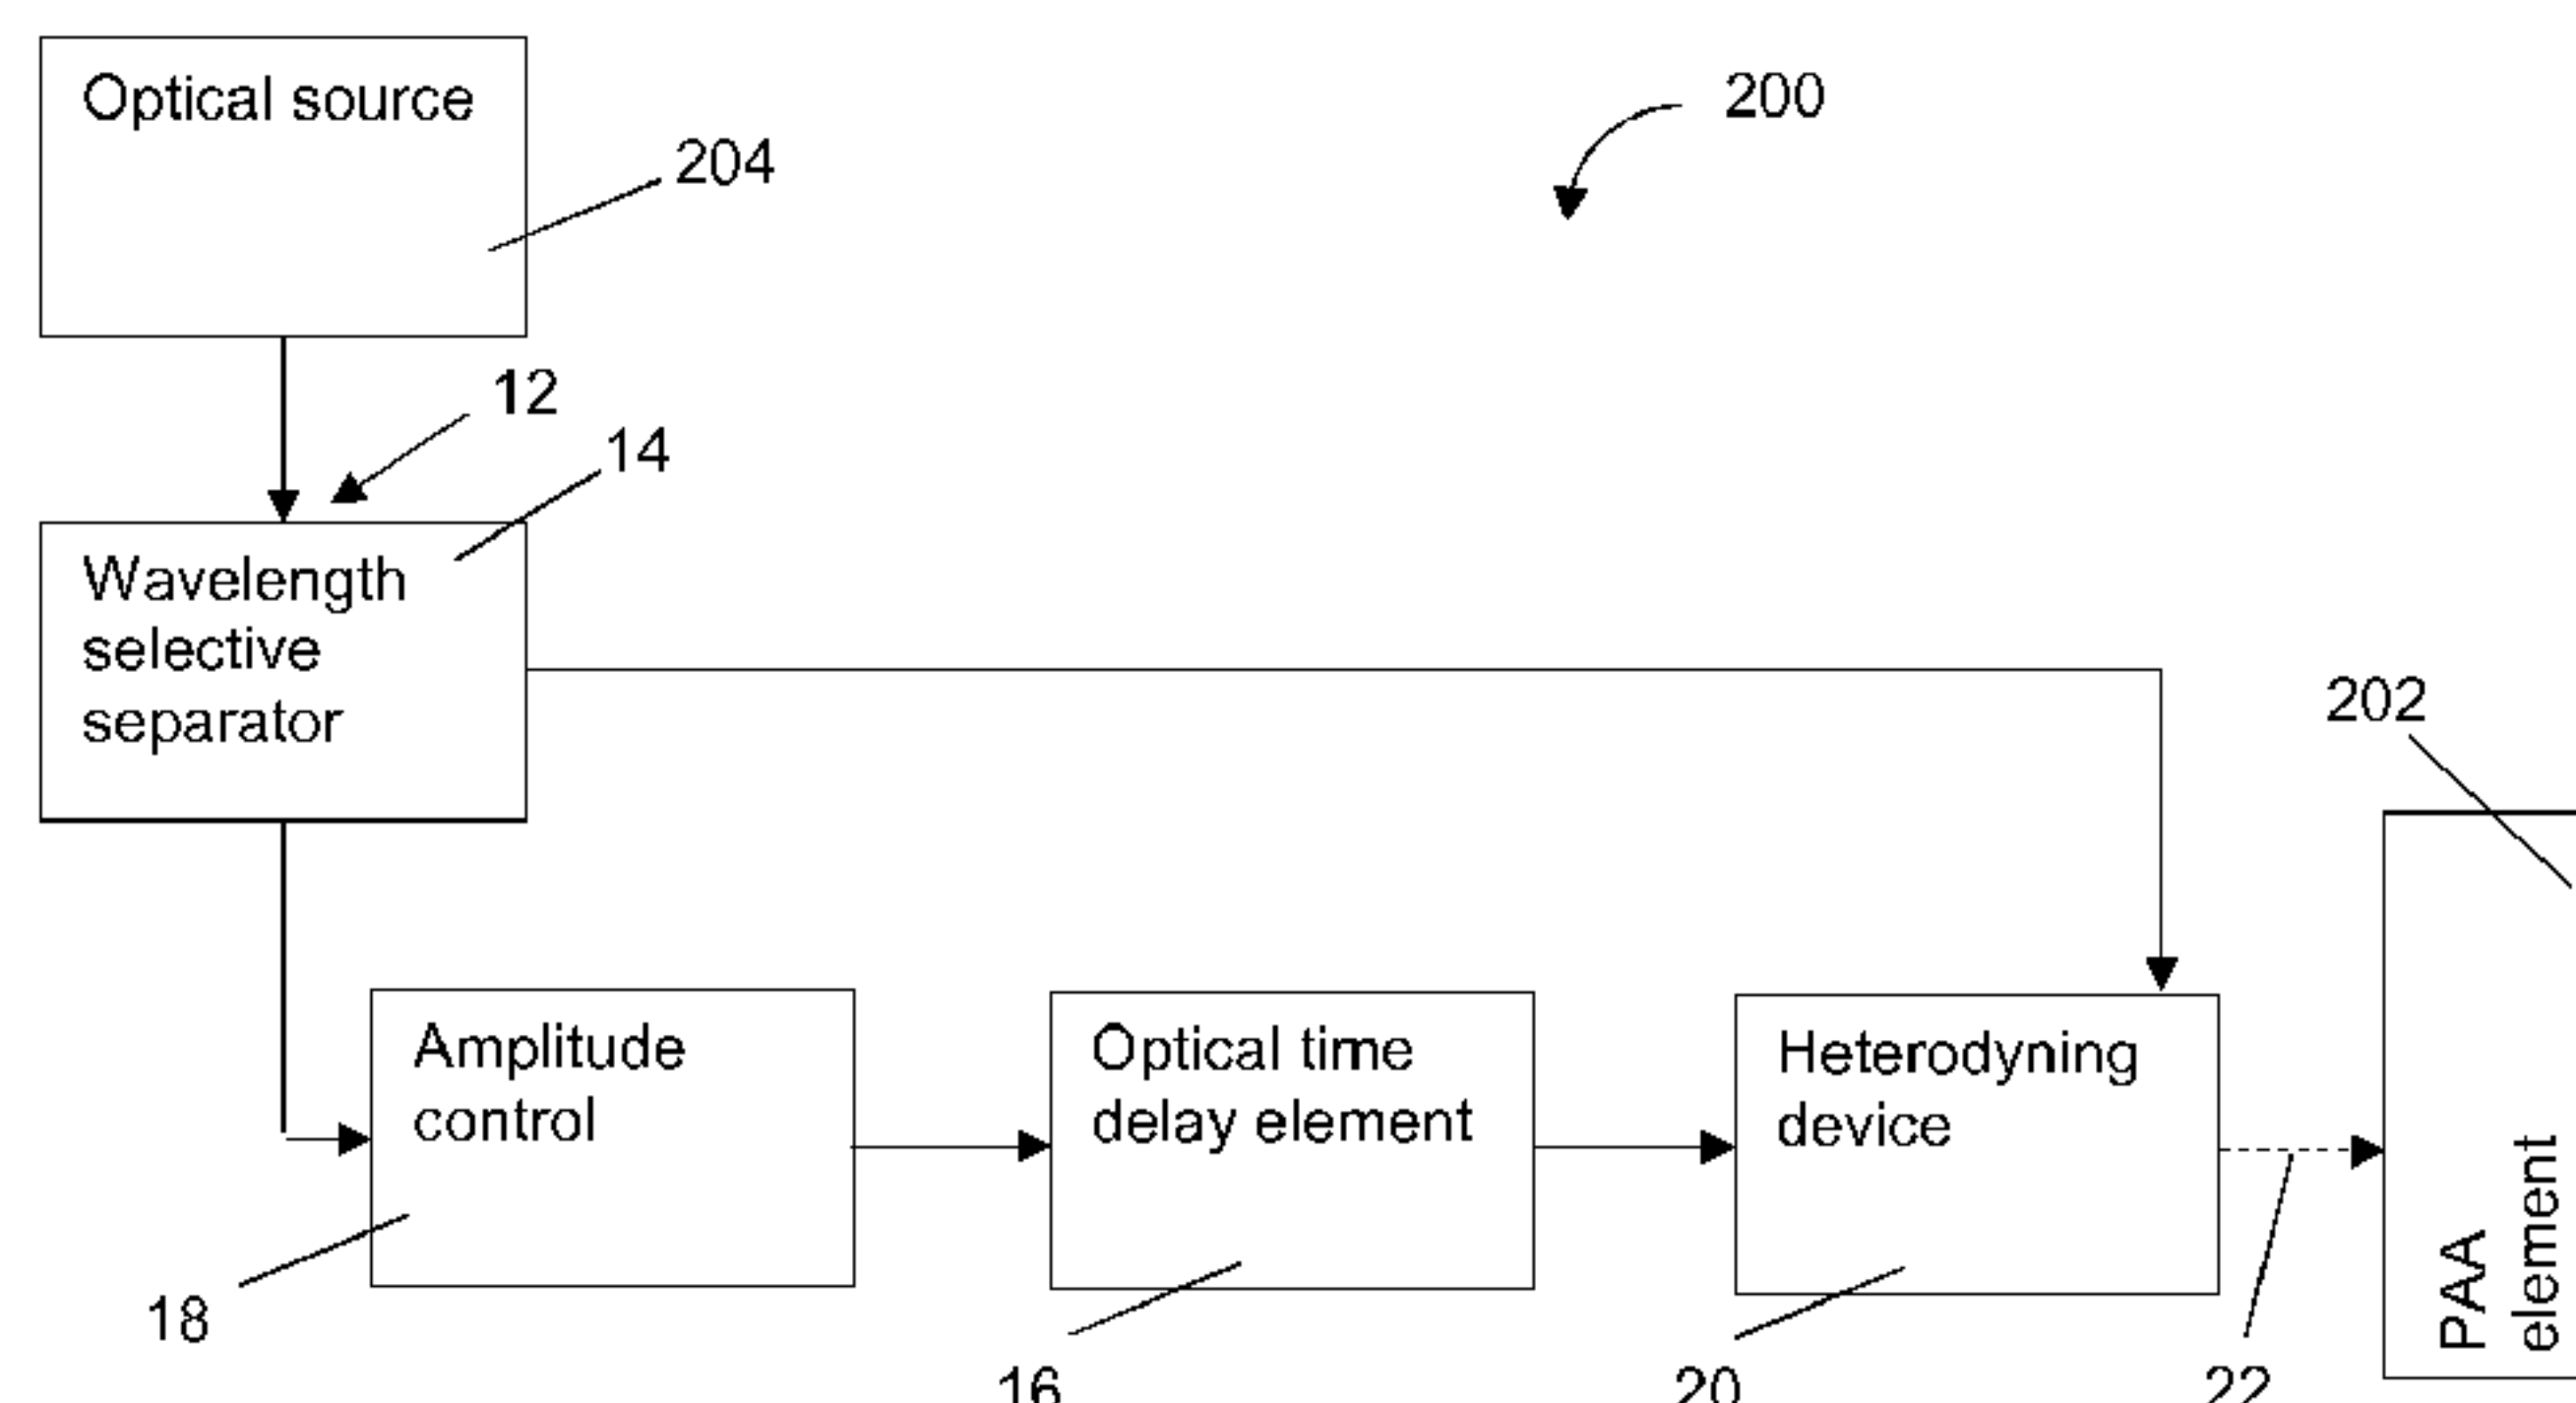 Optical source
200
204
12
14
Wavelength
selective
separator
202
Amplitude
control
Optical time
delay element
Heterodyning
device
PAA
element
18
16
20
22